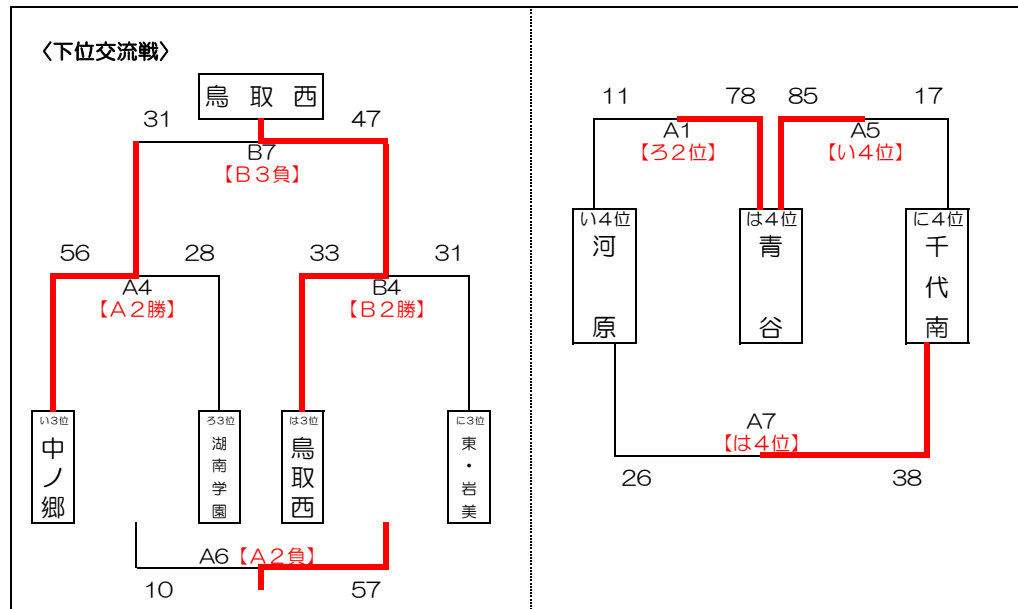 〈下位交流戦〉
鳥取西
31
47
B7
【B3負】
56
28
33
31
A4
【A2勝】
B4
【B2勝】
い3位
中ノ郷
ろ3位
湖南学園
は3位
鳥取西
に3位
東・岩美
A6【A2負】
10
57
11
78
85
17
A1
【ろ2位】
A5
【い4位】
い4位
河原
は4位
青谷
に4位
千代南
A7
【は4位】
26
38